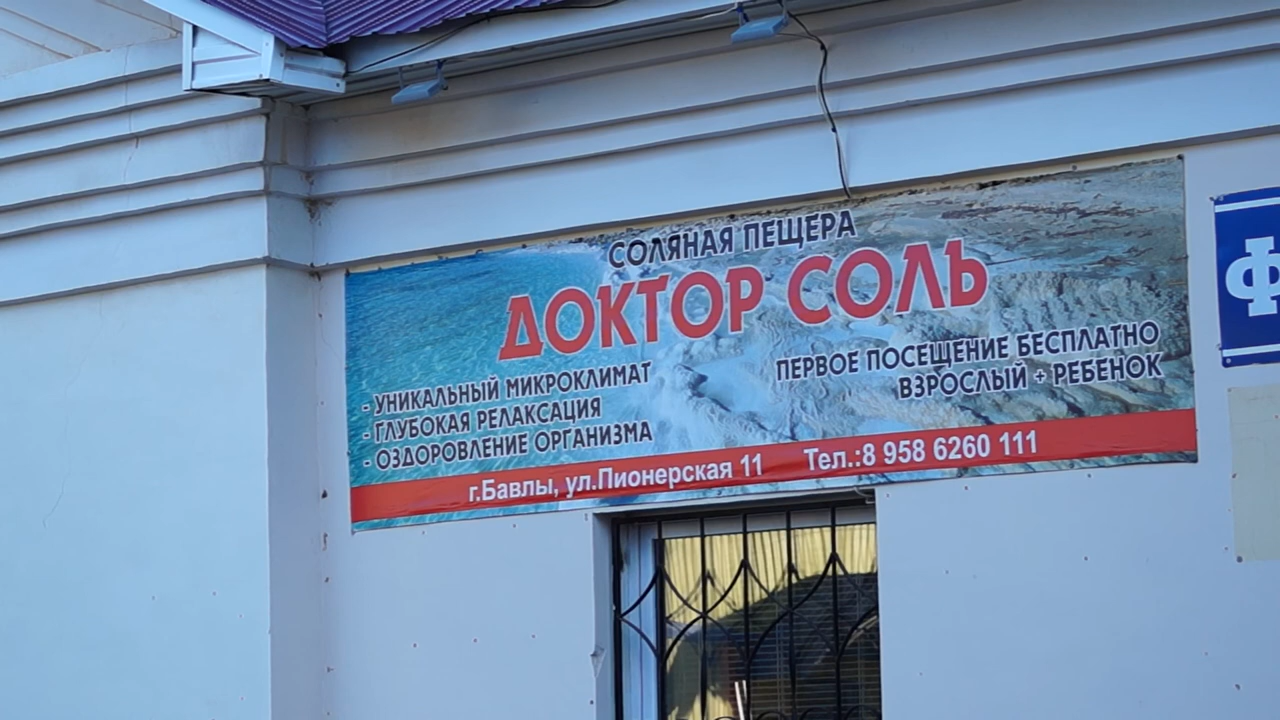 СОЛЯНАЯ ПЕЩЕРА
ДОКТОР СОЛЬ
- УНИКАЛЬНЫЙ МИКРОКЛИМАТ
- ГЛУБОКАЯ РЕЛАКСАЦИЯ
- ОЗДОРОВЛЕНИЕ ОРГАНИЗМА
ПЕРВОЕ ПОСЕЩЕНИЕ БЕСПЛАТНО
ВЗРОСЛЫЙ + РЕБЕНОК
г.Бавлы, ул.Пионерская 11 Тел.:8 958 6260 111
Ф